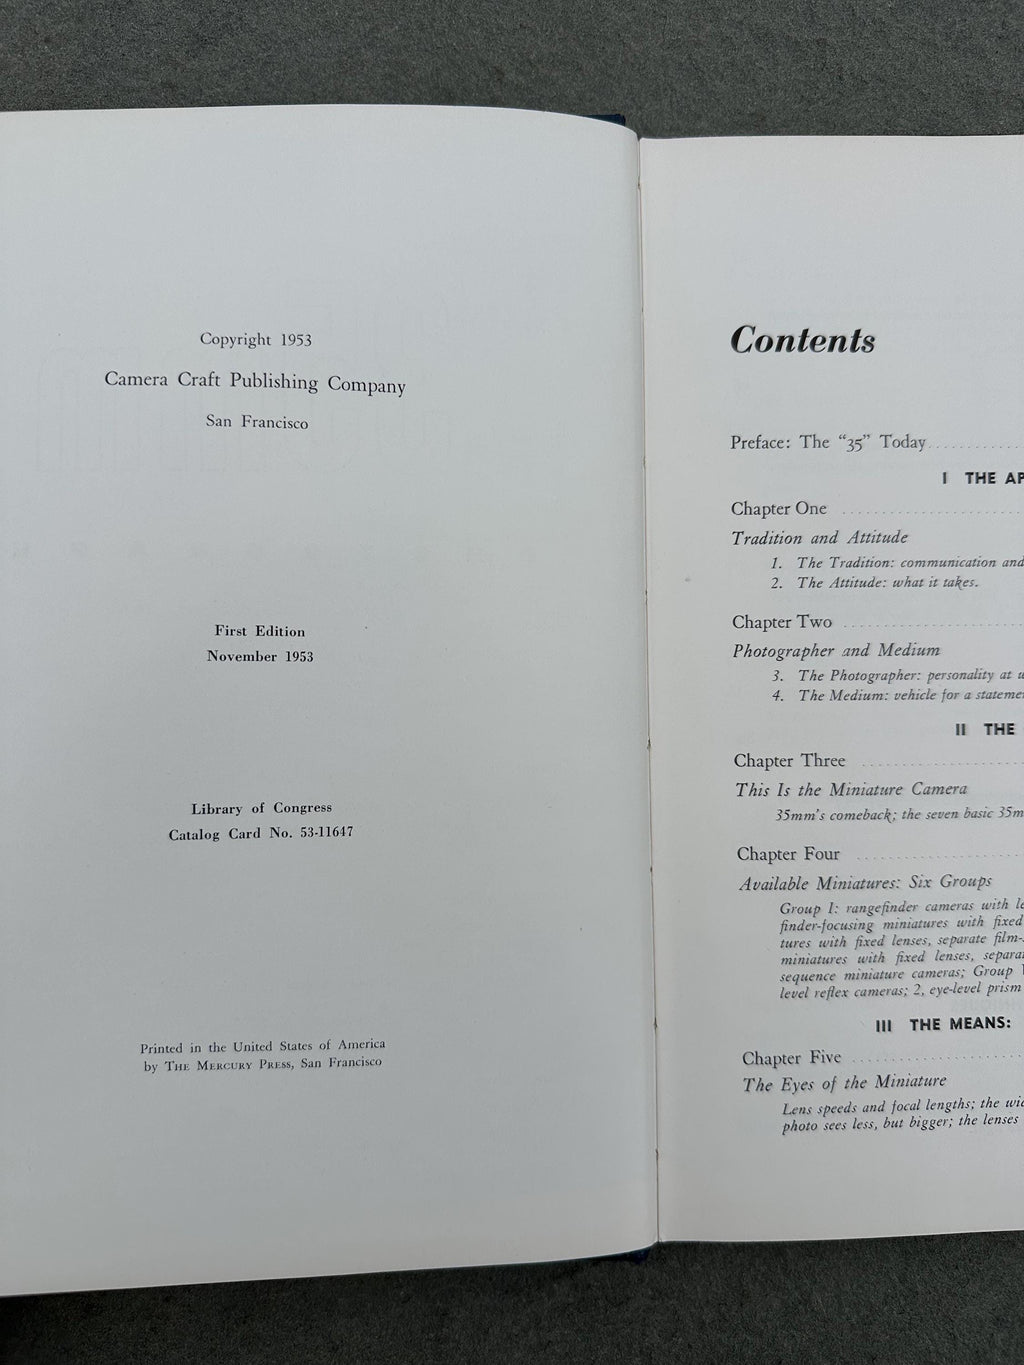 Copyright 1953
Camera Craft Publishing Company
San Francisco
First Edition
November 1953
Library of Congress
Catalog Card No. 53-11647
Printed in the United States of America
by THE MERCURY PRESS, San Francisco
Contents
Preface: The “35” Today
I THE
Chapter One
Tradition and Attitude
1. The Tradition: communication and
2. The Attitude: what it takes.
Chapter Two
Photographer and Medium
3. The Photographer: personality at
4. The Medium: vehicle for a
II THE
Chapter Three
This Is the Miniature Camera
35mm's comeback; the seven basic
Chapter Four
Available Miniatures: Six Groups
Group I: rangefinder cameras with
finder-focusing miniatures with fixed
tures with fixed lenses, separate
miniatures with fixed lenses,
sequence miniature cameras; Group
level reflex cameras; 2, eye-level prism
III THE MEANS:
Chapter Five
The Eyes of the Miniature
Lens speeds and focal lengths; the
photo sees less, but bigger; the lenses